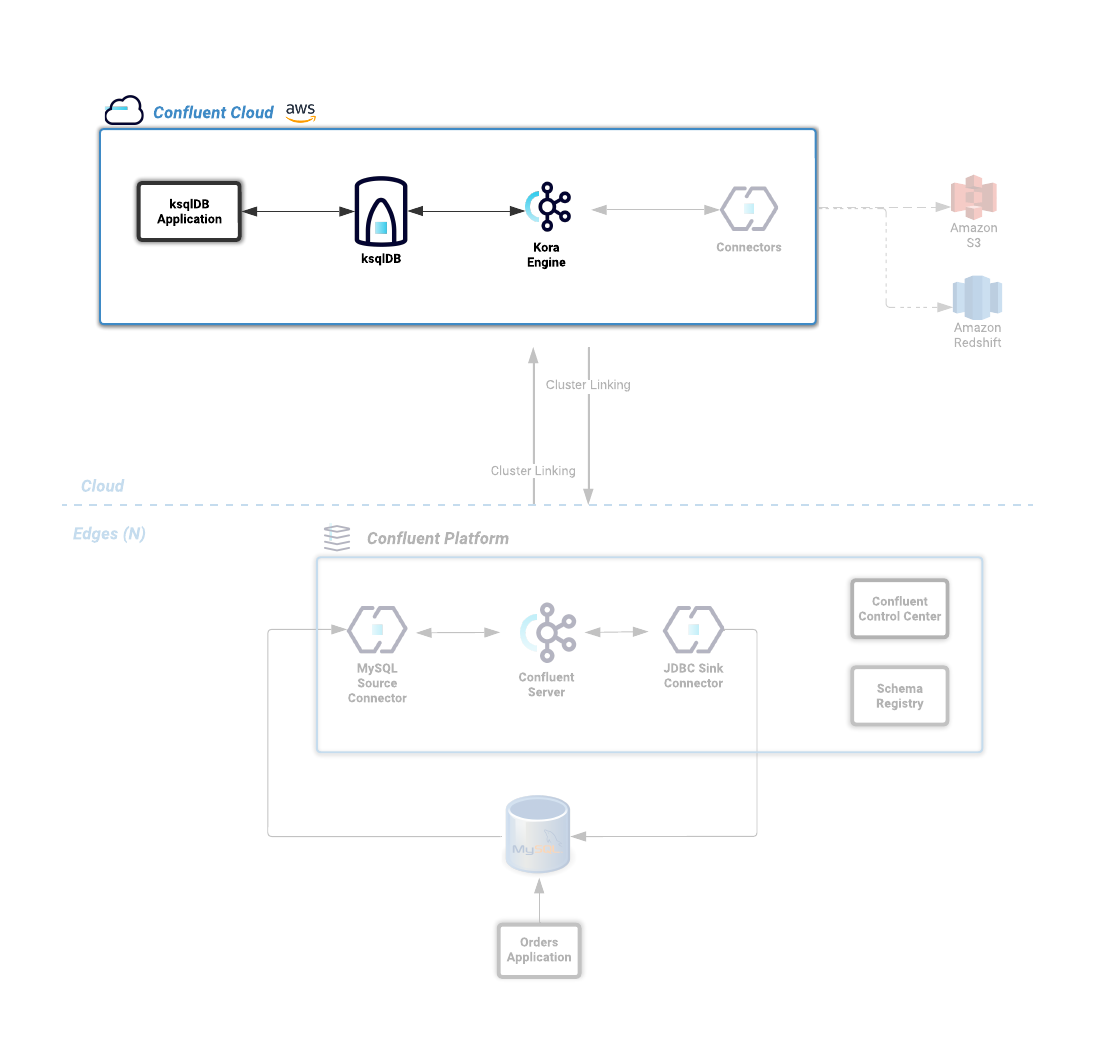 Confluent Cloud aws
ksqlDB
Application
ksqlDB
Kora
Engine
Connectors
Amazon
S3
Amazon
Redshift
Cluster Linking
Cluster Linking
Cloud
Edges (N)
Confluent Platform
MySQL
Source
Connector
Confluent
Server
JDBC Sink
Connector
Confluent
Control Center
Schema
Registry
MySQL
Orders
Application